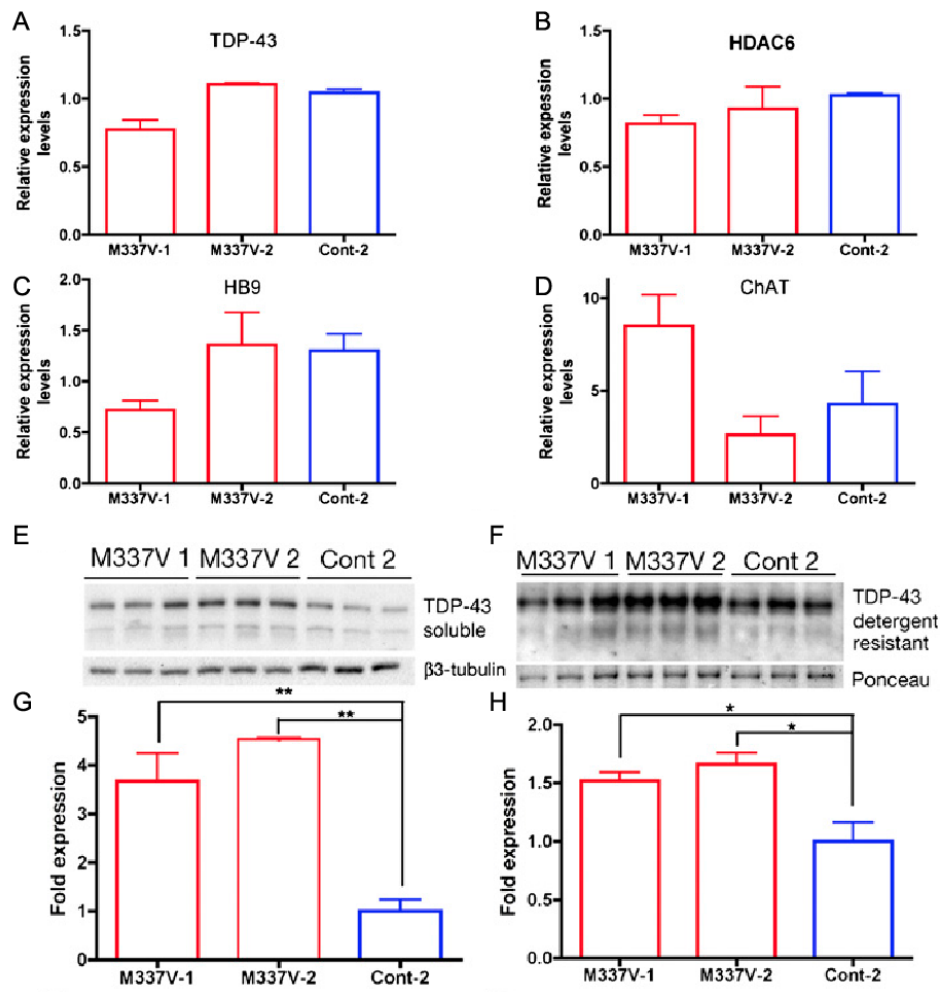 A
TDP-43
Relative expression
levels
1.5
1.0
0.5
0.0
M337V-1 M337V-2 Cont-2
B
HDAC6
Relative expession
levels
1.5
1.0
0.5
0.0
M337V-1 M337V-2 Cont-2
C
HB9
Relative expression
levels
2.0
1.5
1.0
0.5
0.0
M337V-1 M337V-2 Cont-2
D
ChAT
Relative expression
levels
10
5
0
M337V-1 M337V-2 Cont-2
E
M337V 1 M337V 2 Cont 2
TDP-43
soluble
β3-tubulin
F
M337V 1 M337V 2 Cont 2
TDP-43
detergent
resistant
Ponceau
G
**
**
Fold expression
5
4
3
2
1
0
M337V-1 M337V-2 Cont-2
H
*
*
Fold expression
2.0
1.5
1.0
0.5
0.0
M337V-1 M337V-2 Cont-2